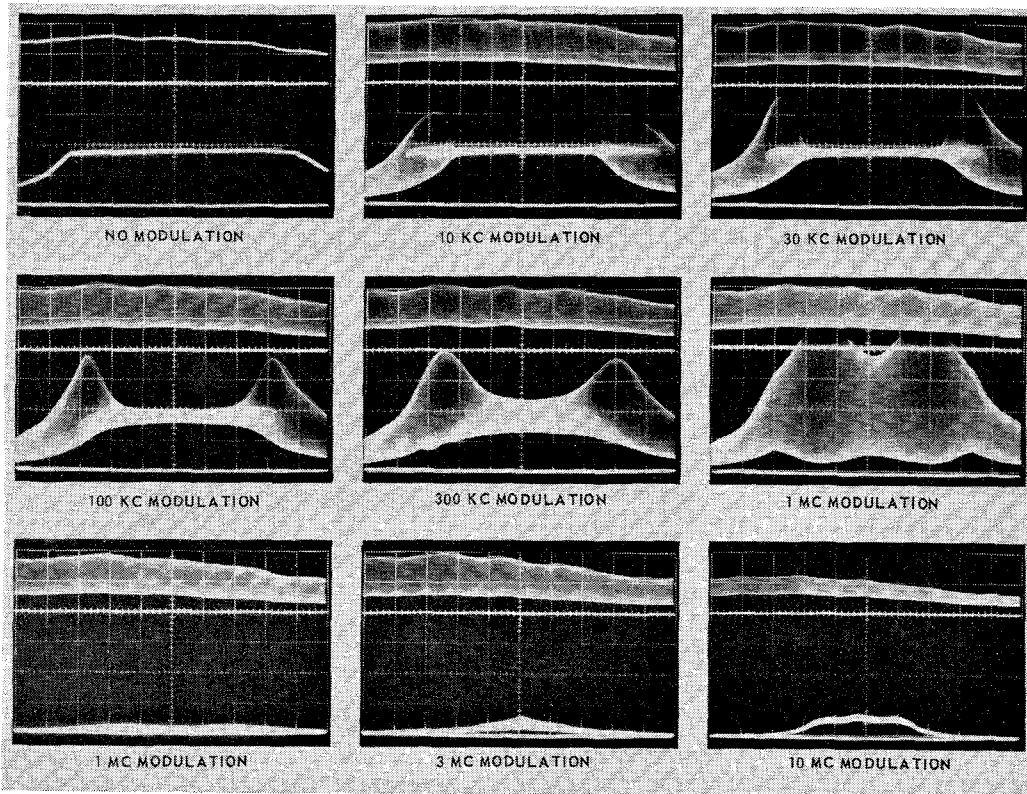 NO MODULATION
10 KC MODULATION
30 KC MODULATION
100 KC MODULATION
300 KC MODULATION
1 MC MODULATION
1 MC MODULATION
3 MC MODULATION
10 MC MODULATION